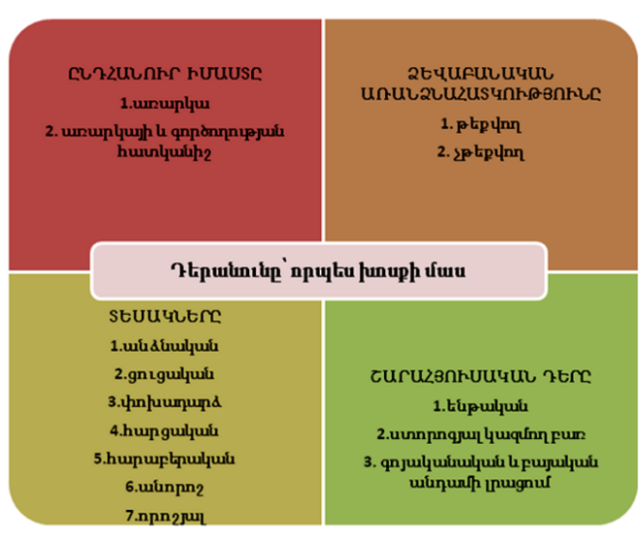 ԸՆԴՀԱՆՈՒՐ ԻՄԱՍՏԸ
1.առարկա
2. առարկայի և գործողության
հատկանիշ
ՁԵՎԱԲԱՆԱԿԱՆ
ԱՌԱՆՁՆԱՀԱՏԿՈՒԹՅՈՒՆԸ
1. թեքվող
2. չթեքվող
Դերանունը՝ որպես խոսքի մաս
ՏԵՍԱԿՆԵՐԸ
1.անձնական
2.ցուցական
3.փոխադարձ
4.հարցական
5.հարաբերական
6.անորոշ
7.որոշյալ
ՇԱՐԱՀՅՈՒՍԱԿԱՆ ԴԵՐԸ
1.ենթական
2.ստորոգյալ կազմող բառ
3. գոյականական և բայական
անդամի լրացում